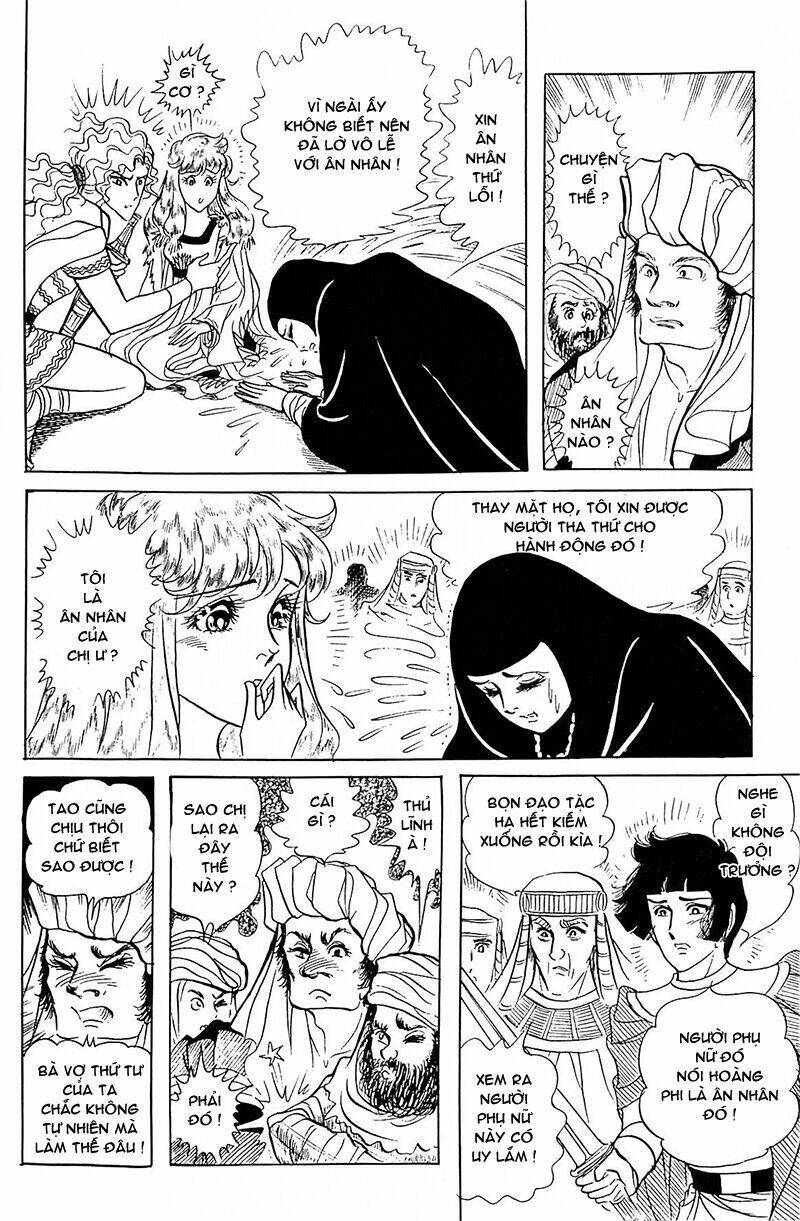 GÌ
CƠ ?
VÌ NGÀI ẤY
KHÔNG BIẾT NÊN
ĐÃ LỠ VÔ LỄ
VỚI ÂN NHÂN !
XIN
ÂN
NHÂN
THỨ
LỖI !
CHUYỆN
GÌ
THẾ ?
ÂN
NHÂN
NÀO ?
TÔI
LÀ
ÂN NHÂN
CỦA
CHỊ Ư ?
THAY MẶT HỌ, TÔI XIN ĐƯỢC
NGƯỜI THA THỨ CHO
HÀNH ĐỘNG ĐÓ !
TAO CŨNG
CHỊU THÔI
CHỨ BIẾT
SAO ĐƯỢC !
BÀ VỢ THỨ TƯ
CỦA TA
CHẮC KHÔNG
TỰ NHIÊN MÀ
LÀM THẾ ĐÂU !
SAO CHỊ
LẠI RA
ĐÂY
THẾ
NÀY ?
CÁI
GÌ ?
THỦ
LĨNH
À !
PHẢI
ĐÓ !
BỌN ĐẠO TẶC
HẠ HẾT KIẾM
XUỐNG RỒI KÌA !
NGHE
GÌ
KHÔNG
ĐỘI
TRƯỞNG ?
XEM RA
NGƯỜI
PHỤ NỮ
NÀY CÓ
UY LẮM !
NGƯỜI PHỤ
NỮ ĐÓ
NÓI HOÀNG
PHI LÀ ÂN NHÂN
ĐÓ !